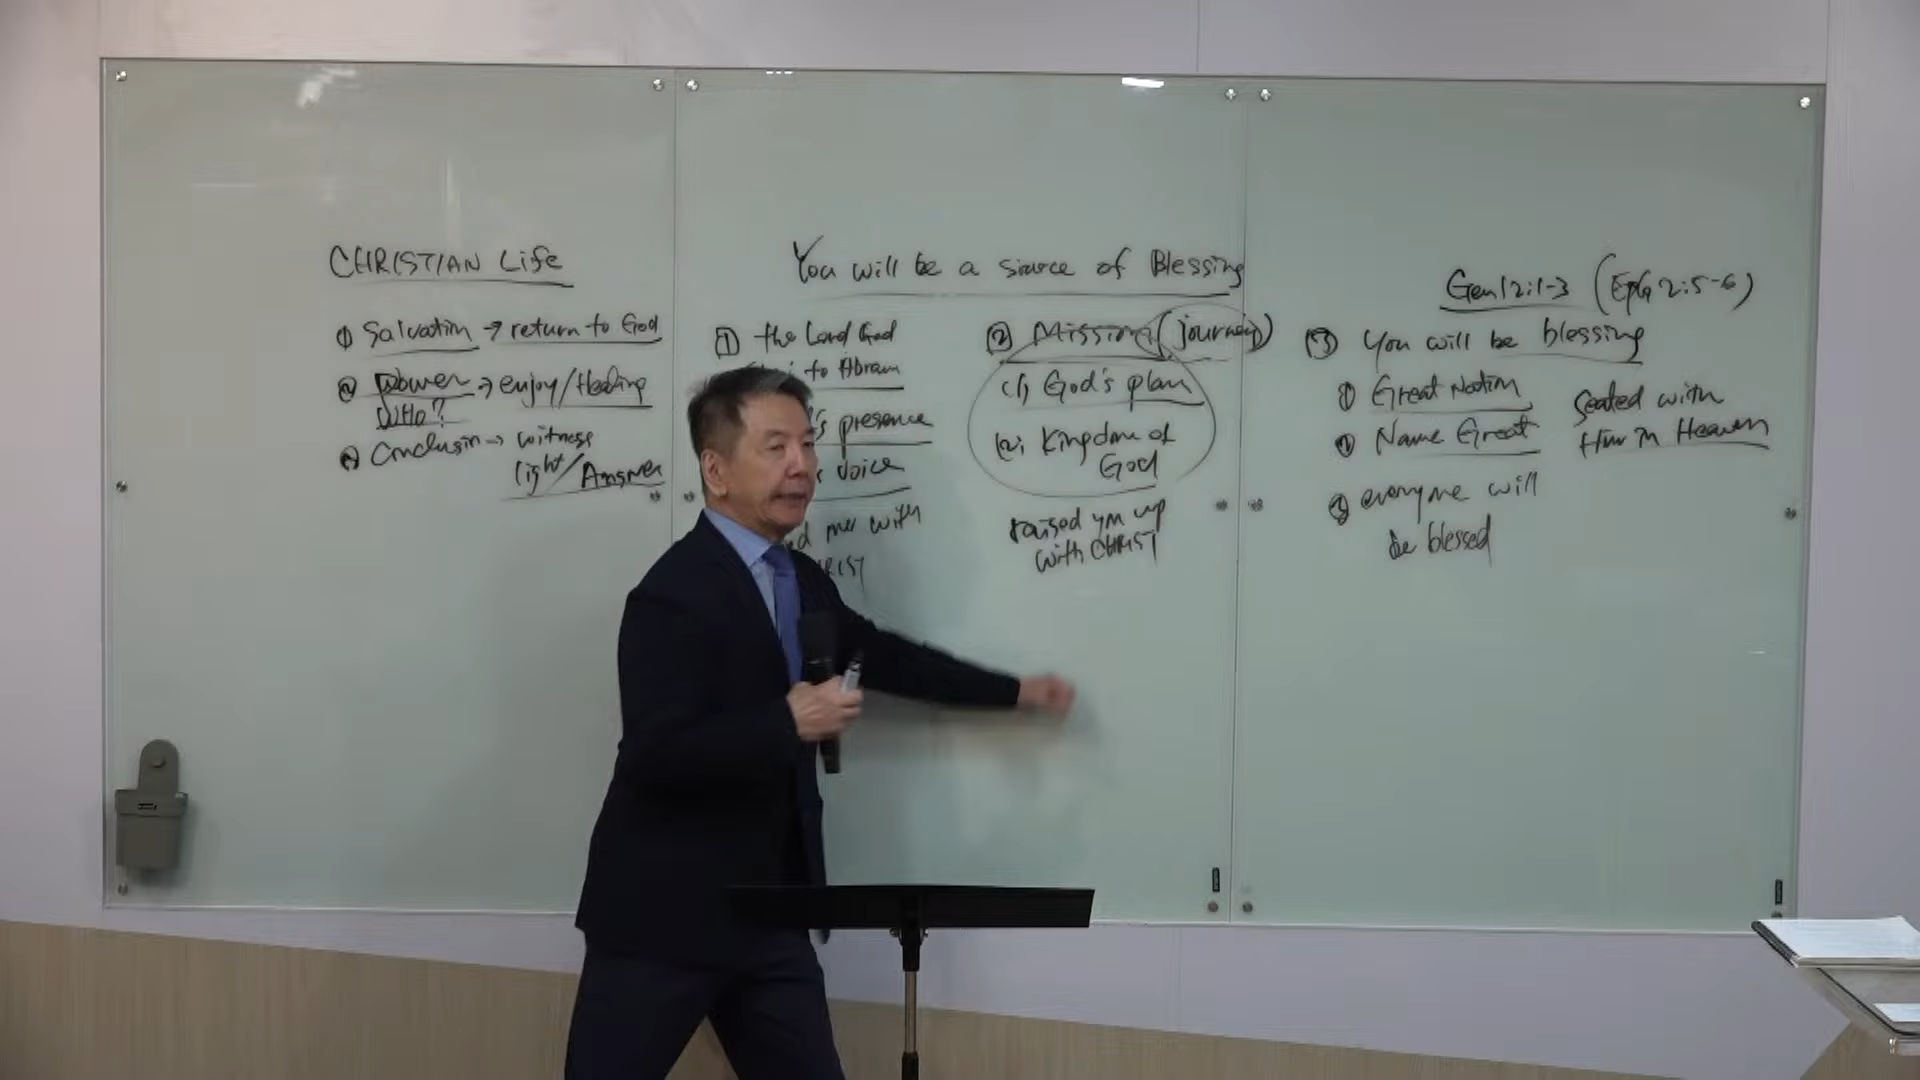 CHRISTIAN Life
① Salvation → return to God
② Power → enjoy/Healing
Who?
③ Conclusion → witness
light/Answer
You will be a source of Blessing
1 the Lord God
to Abram
's presence
voice
me with
2 Mission (journey)
(1) God's plan
(2) Kingdom of
God
raised you up
with CHRIST
Gen 12:1-3 (Eph 2:5-6)
3 You will be blessing
① Great Nation
② Name Great
③ everyone will
be blessed
Seated with
Him in Heaven